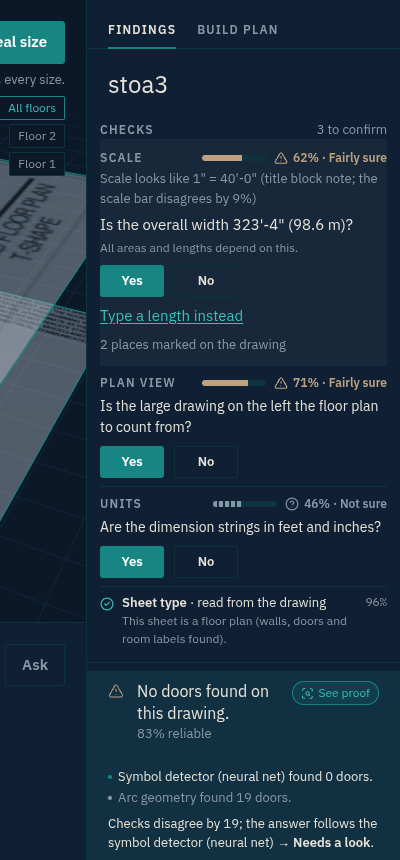 FINDINGS
BUILD PLAN
eal size
every size.
All floors
Floor 2
Floor 1
FLOOR PLAN
T-SHAPE
Ask
stoa3
CHECKS
3 to confirm
SCALE
62% · Fairly sure
Scale looks like 1" = 40'-0" (title block note; the
scale bar disagrees by 9%)
Is the overall width 323'-4" (98.6 m)?
All areas and lengths depend on this.
Yes
No
Type a length instead
2 places marked on the drawing
PLAN VIEW
71% · Fairly sure
Is the large drawing on the left the floor plan
to count from?
Yes
No
UNITS
46% · Not sure
Are the dimension strings in feet and inches?
Yes
No
Sheet type · read from the drawing
96%
This sheet is a floor plan (walls, doors and
room labels found).
No doors found on
this drawing.
See proof
83% reliable
• Symbol detector (neural net) found 0 doors.
• Arc geometry found 19 doors.
Checks disagree by 19; the answer follows the
symbol detector (neural net) → Needs a look.